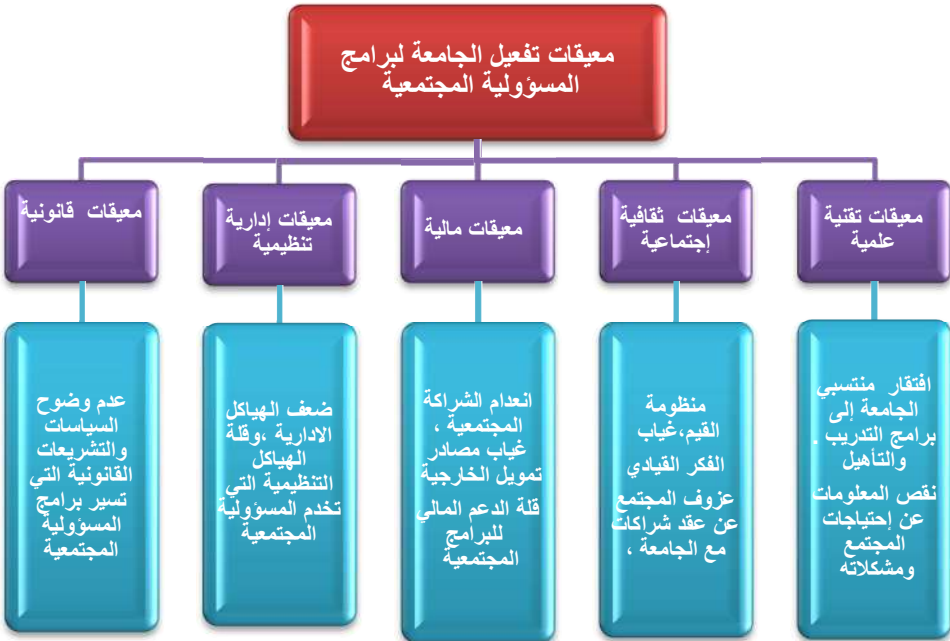 معيقات تفعيل الجامعة لبرامج
المسؤولية المجتمعية
معيقات تقنية
علمية
معيقات ثقافية
إجتماعية
معيقات مالية
معيقات إدارية
تنظيمية
معيقات قانونية
افتقار منتسبي
الجامعة إلى
برامج التدريب .
والتأهيل
نقص المعلومات
عن إحتياجات
المجتمع
ومشكلاته
منظومة
القيم،غياب
الفكر القيادي
عزوف المجتمع
عن عقد شراكات
مع الجامعة ،
انعدام الشراكة
المجتمعية ،
غياب مصادر
تمويل الخارجية
قلة الدعم المالي
للبرامج
المجتمعية
ضعف الهياكل
الادارية ،وقلة
الهياكل
التنظيمية التي
تخدم المسؤولية
المجتمعية
عدم وضوح
السياسات
والتشريعات
القانونية التي
تسير برامج
المسؤولية
المجتمعية